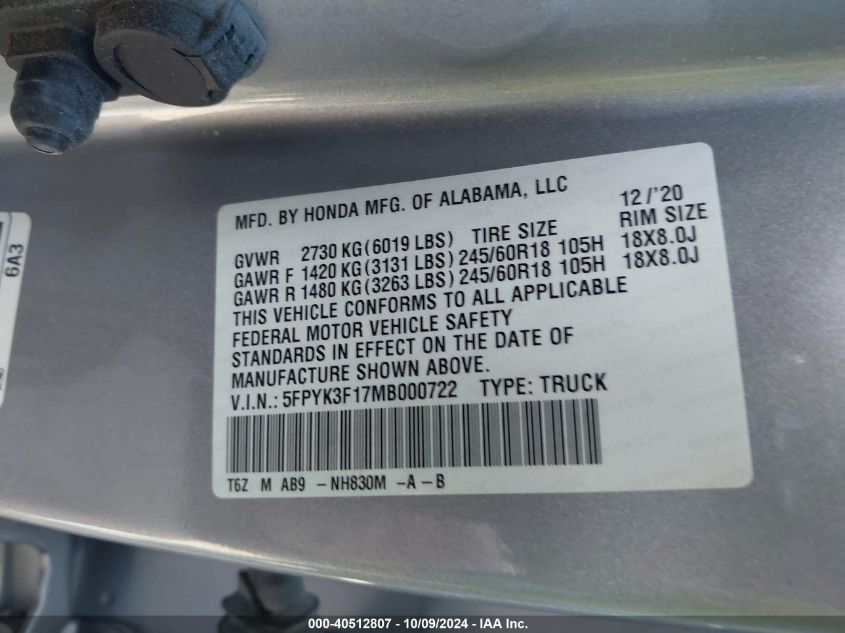 MFD. BY HONDA MFG. OF ALABAMA, LLC 12/'20
GVWR 2730 KG(6019 LBS) TIRE SIZE RIM SIZE
GAWR F 1420 KG(3131 LBS) 245/60R18 105H 18X8.0J
GAWR R 1480 KG(3263 LBS) 245/60R18 105H 18X8.0J
THIS VEHICLE CONFORMS TO ALL APPLICABLE
FEDERAL MOTOR VEHICLE SAFETY
STANDARDS IN EFFECT ON THE DATE OF
MANUFACTURE SHOWN ABOVE.
V.I.N.: 5FPYK3F17MB000722 TYPE: TRUCK
T6Z M AB9 -NH830M -A -B
6A3
000-40512807 - 10/09/2024 - IAA Inc.